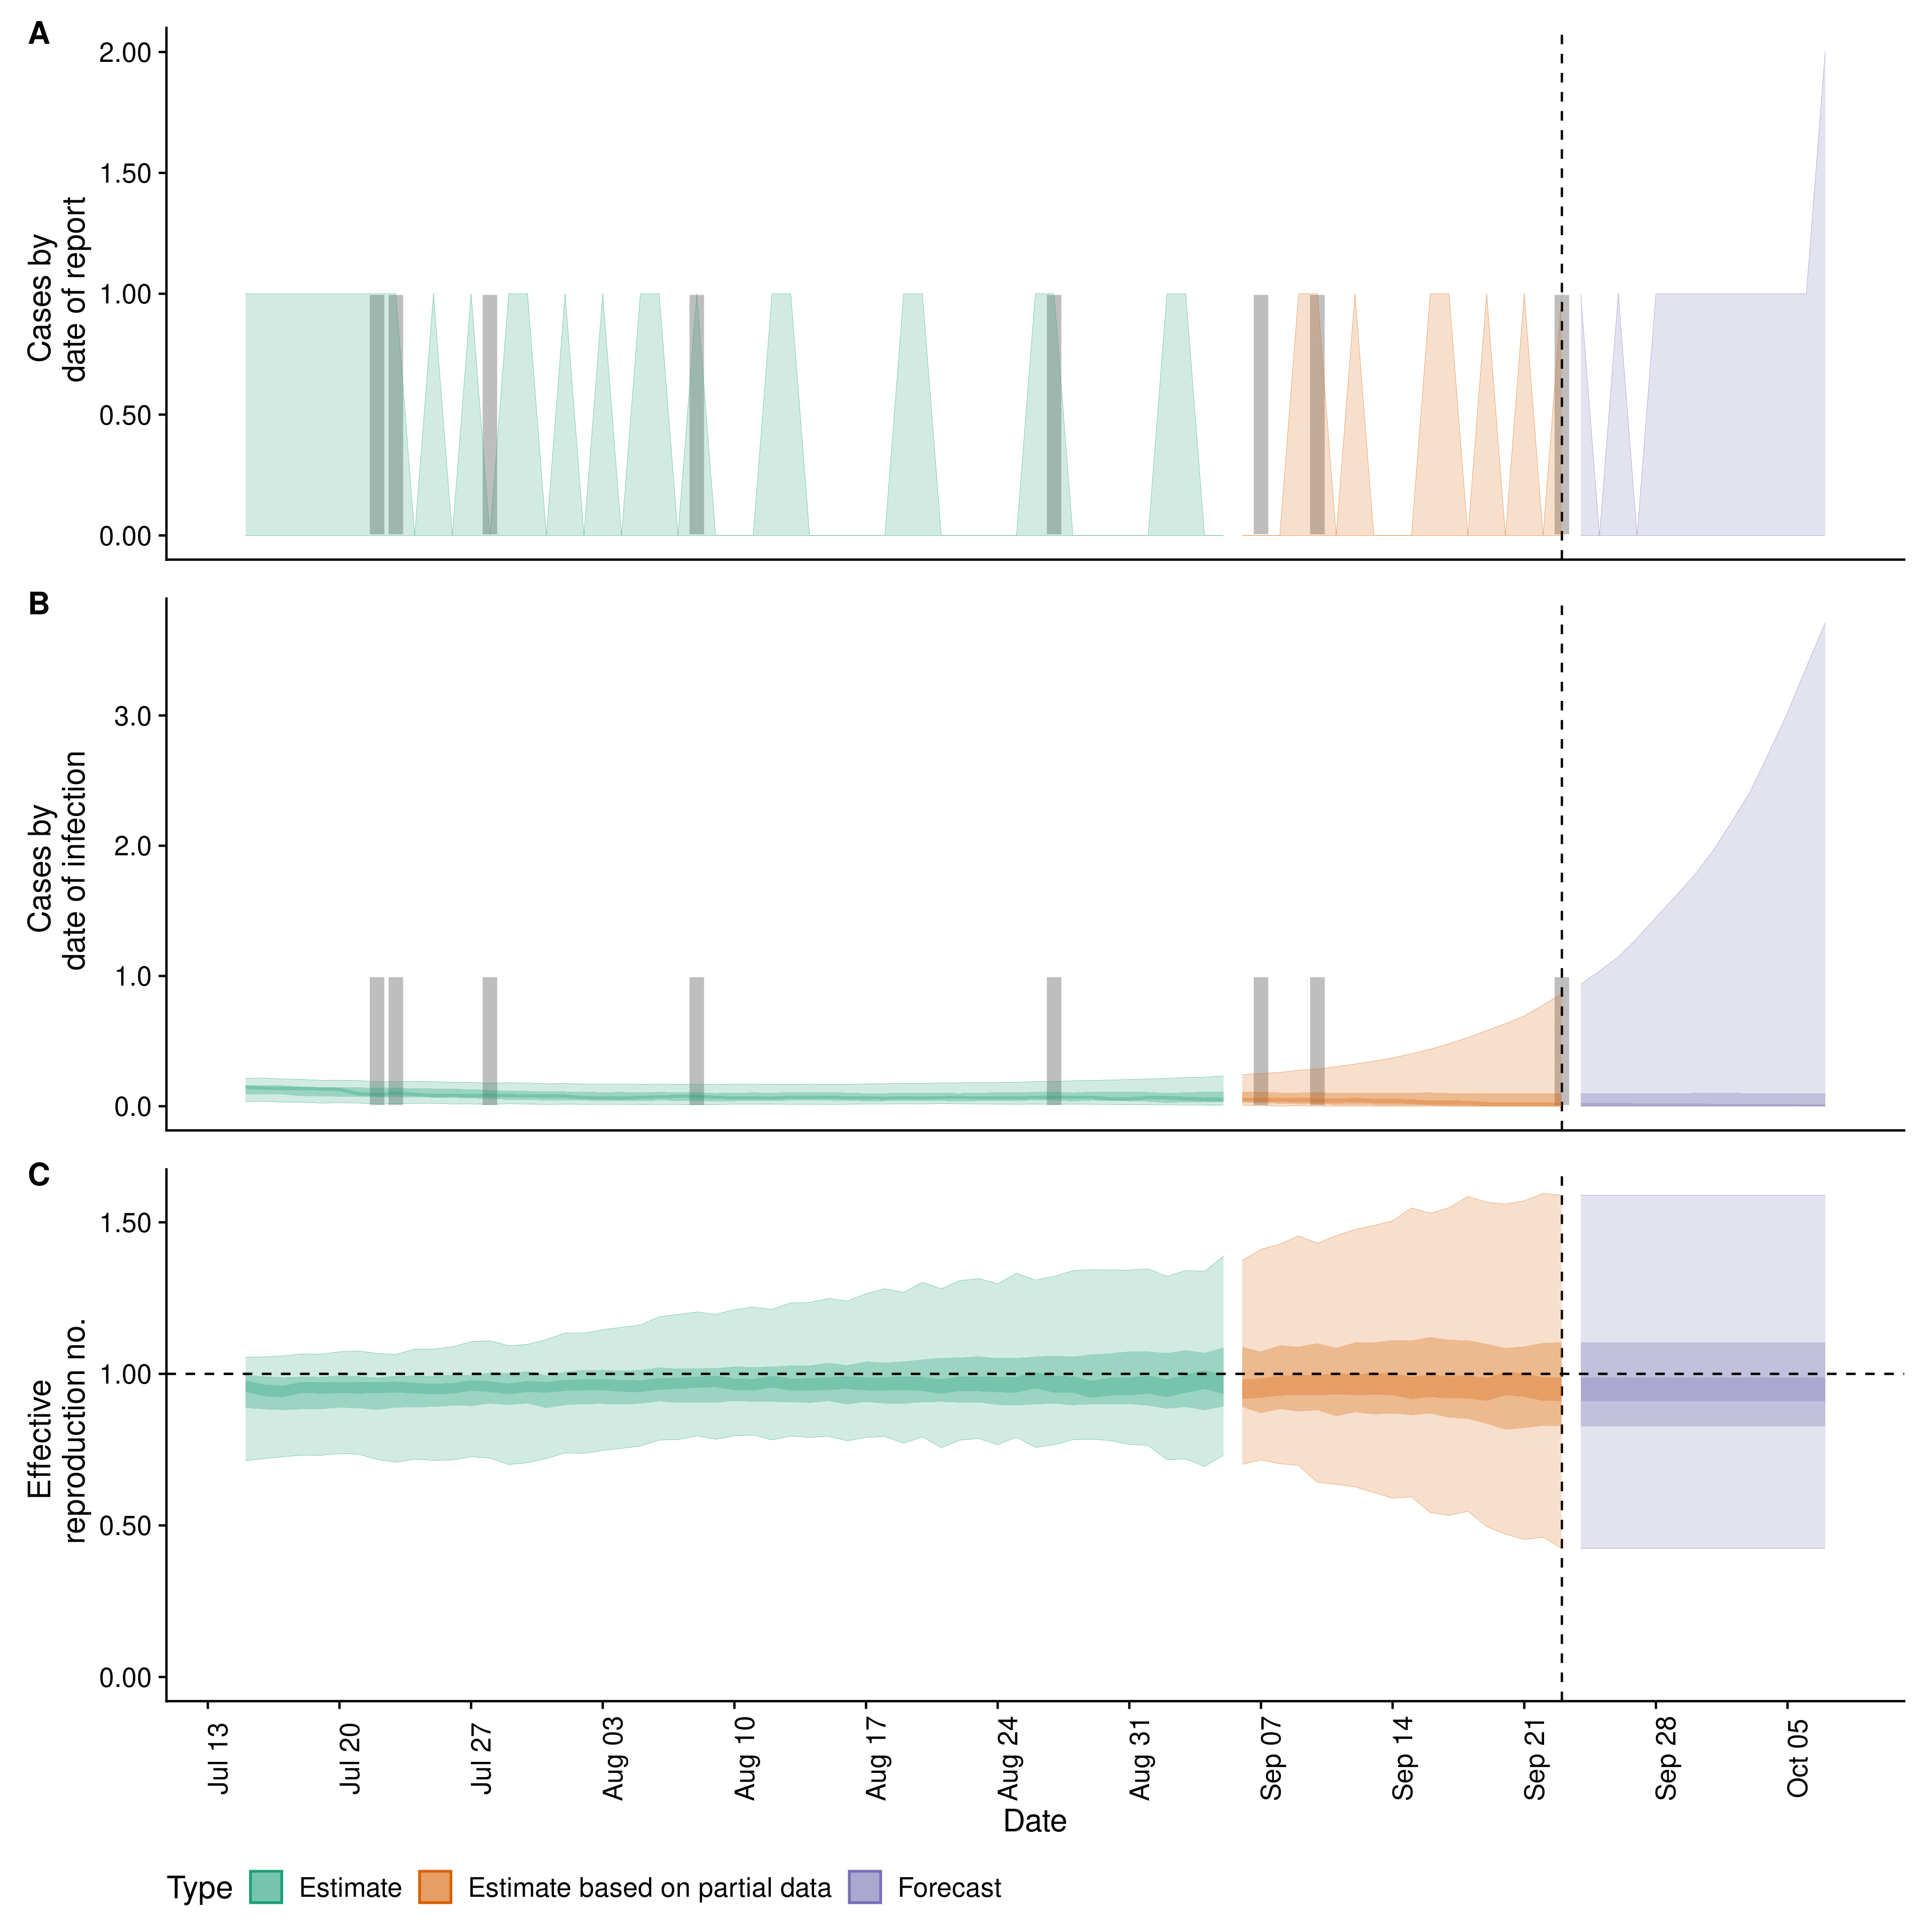 A
2.00
1.50
1.00
0.50
0.00
Cases by
date of report
B
3.0
2.0
1.0
0.0
Cases by
date of infection
C
1.50
1.00
0.50
0.00
Effective
reproduction no.
Jul 13
Jul 20
Jul 27
Aug 03
Aug 10
Aug 17
Aug 24
Aug 31
Sep 07
Sep 14
Sep 21
Sep 28
Oct 05
Date
Type Estimate Estimate based on partial data Forecast